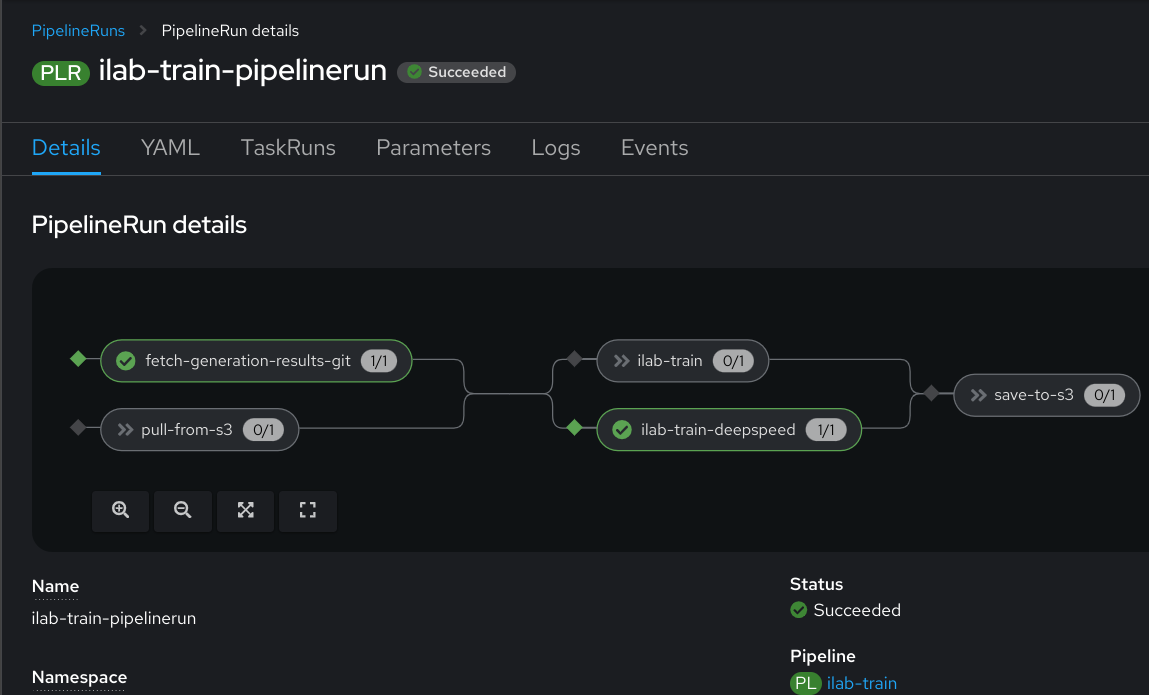 PipelineRuns PipelineRun details
PLR ilab-train-pipelinerun Succeeded
Details YAML TaskRuns Parameters Logs Events
PipelineRun details
fetch-generation-results-git 1/1
ilab-train 0/1
pull-from-s3 0/1
ilab-train-deepspeed 1/1
save-to-s3 0/1
Name
ilab-train-pipelinerun
Namespace
Status
Succeeded
Pipeline
PL ilab-train